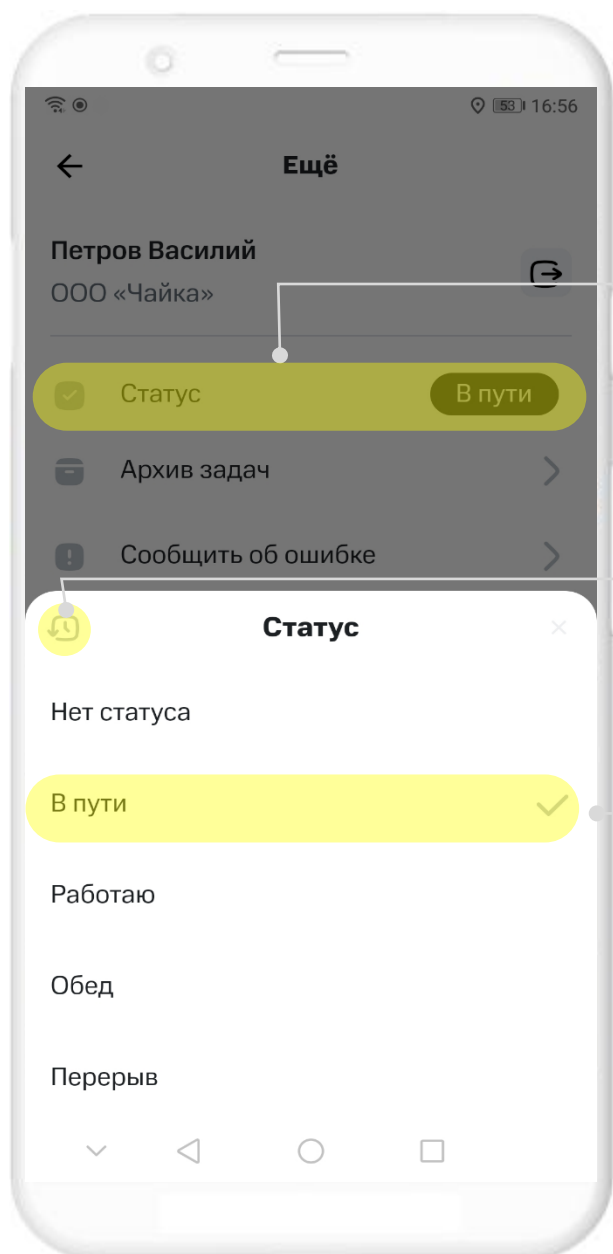 53 16:56
Ещё
Петров Василий
ООО «Чайка»
Статус В пути
Архив задач
Сообщить об ошибке
Статус
Нет статуса
В пути
Работаю
Обед
Перерыв